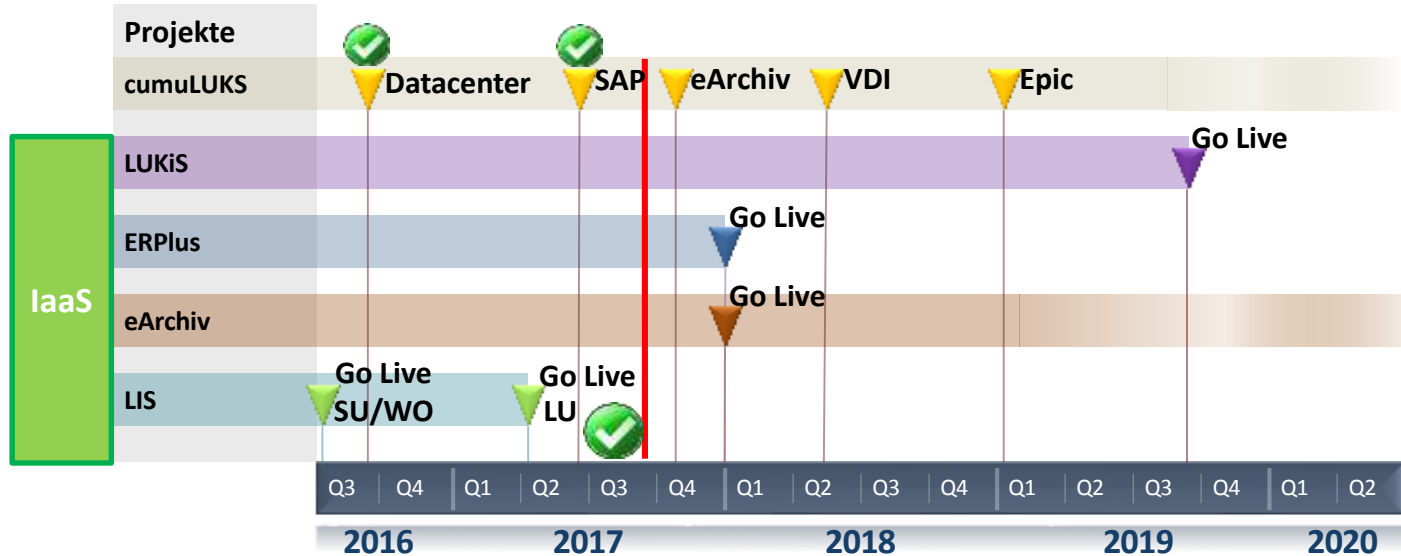 Projekte
cumuLUKS
Datacenter
SAP
eArchiv
VDI
Epic
IaaS
LUKiS
Go Live
ERPlus
Go Live
eArchiv
Go Live
LIS
Go Live
SU/WO
Go Live
LU
Q3 Q4 Q1 Q2 Q3 Q4 Q1 Q2 Q3 Q4 Q1 Q2 Q3 Q4 Q1 Q2
2016 2017 2018 2019 2020